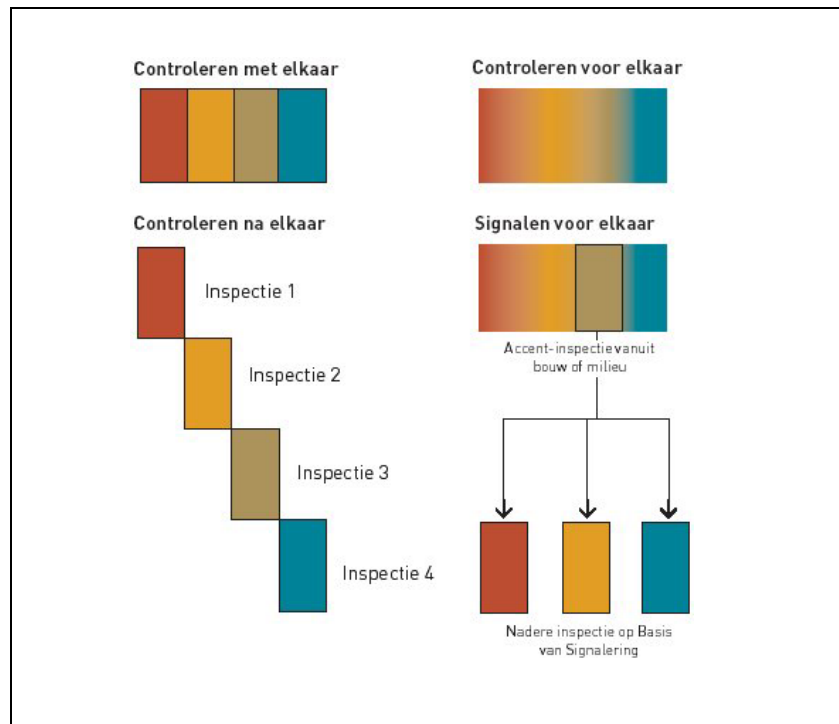 Controleren met elkaar
Controleren voor elkaar
Controleren na elkaar
Inspectie 1
Inspectie 2
Inspectie 3
Inspectie 4
Signalen voor elkaar
Accent-inspectie vanuit
bouw of milieu
Nadere inspectie op Basis
van Signalering